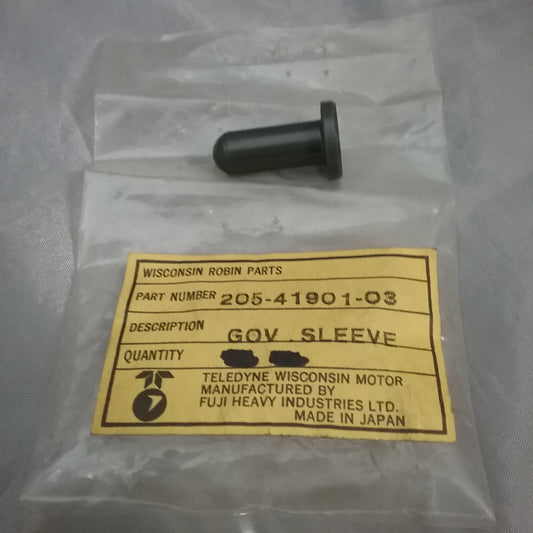 WISCONSIN ROBIN PARTS
PART NUMBER 205-41901-03
DESCRIPTION GOV. SLEEVE
QUANTITY
TELEDYNE WISCONSIN MOTOR
MANUFACTURED BY
FUJI HEAVY INDUSTRIES LTD.
MADE IN JAPAN